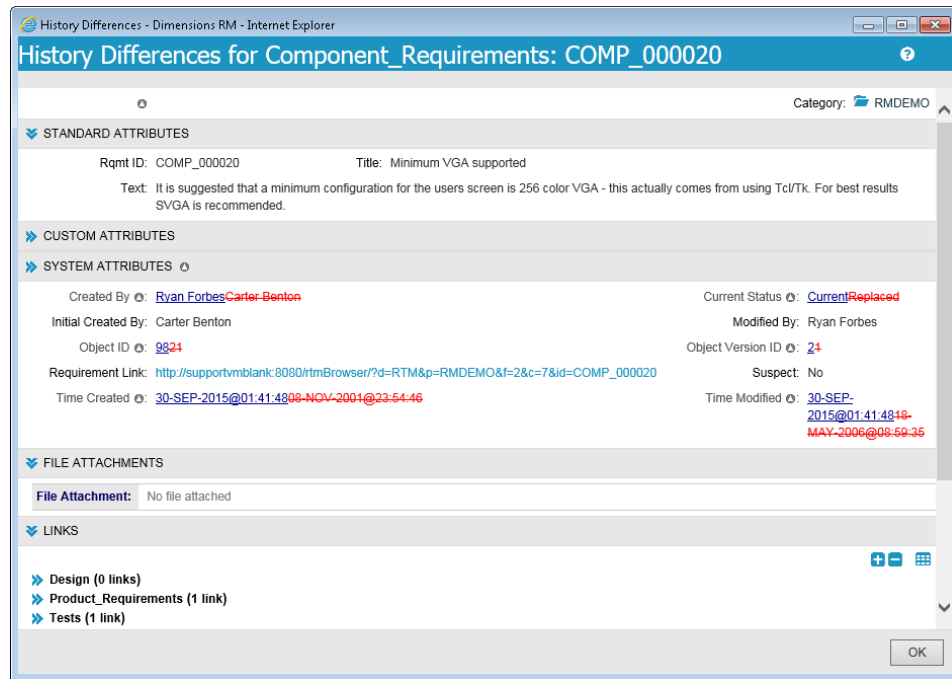 History Differences - Dimensions RM - Internet Explorer
History Differences for Component_Requirements: COMP_000020
?
Category: RMDEMO
STANDARD ATTRIBUTES
Rqmt ID: COMP_000020 Title: Minimum VGA supported
Text: It is suggested that a minimum configuration for the users screen is 256 color VGA - this actually comes from using Tcl/Tk. For best results
SVGA is recommended.
CUSTOM ATTRIBUTES
SYSTEM ATTRIBUTES
Created By: Ryan ForbesCarter Benton Current Status: CurrentReplaced
Initial Created By: Carter Benton Modified By: Ryan Forbes
Object ID: 9821 Object Version ID: 21
Requirement Link: http://supportvmblank:8080/rtmBrowser/?d=RTM&p=RMDEMO&f=2&c=7&id=COMP_000020 Suspect: No
Time Created: 30-SEP-2015@01:41:4808-NOV-2001@23:54:46 Time Modified: 30-SEP-
2015@01:41:4818-
MAY-2006@08:59:35
FILE ATTACHMENTS
File Attachment: No file attached
LINKS
Design (0 links)
Product_Requirements (1 link)
Tests (1 link)
OK